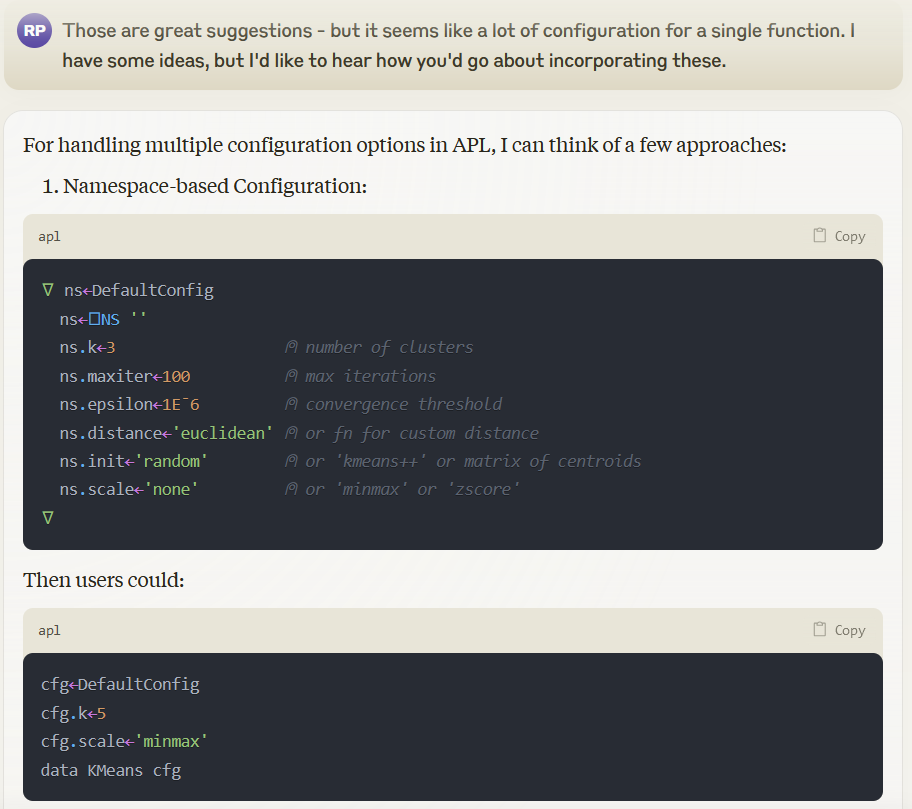 RP
Those are great suggestions - but it seems like a lot of configuration for a single function. I
have some ideas, but I'd like to hear how you'd go about incorporating these.
For handling multiple configuration options in APL, I can think of a few approaches:
1. Namespace-based Configuration:
apl
Copy
∇ ns←DefaultConfig
  ns←⎕NS ''
  ns.k←3                ⍝ number of clusters
  ns.maxiter←100        ⍝ max iterations
  ns.epsilon←1E¯6       ⍝ convergence threshold
  ns.distance←'euclidean' ⍝ or fn for custom distance
  ns.init←'random'      ⍝ or 'kmeans++' or matrix of centroids
  ns.scale←'none'       ⍝ or 'minmax' or 'zscore'
∇
Then users could:
apl
Copy
cfg←DefaultConfig
cfg.k←5
cfg.scale←'minmax'
data KMeans cfg